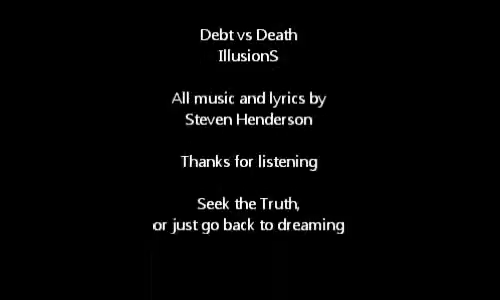 Debt vs Death
IllusionS
All music and lyrics by
Steven Henderson
Thanks for listening
Seek the Truth,
or just go back to dreaming